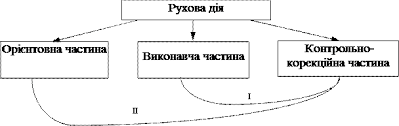 Рухова дія
Орієнтовна частина
Виконавча частина
Контрольно-
корекційна частина
I
II